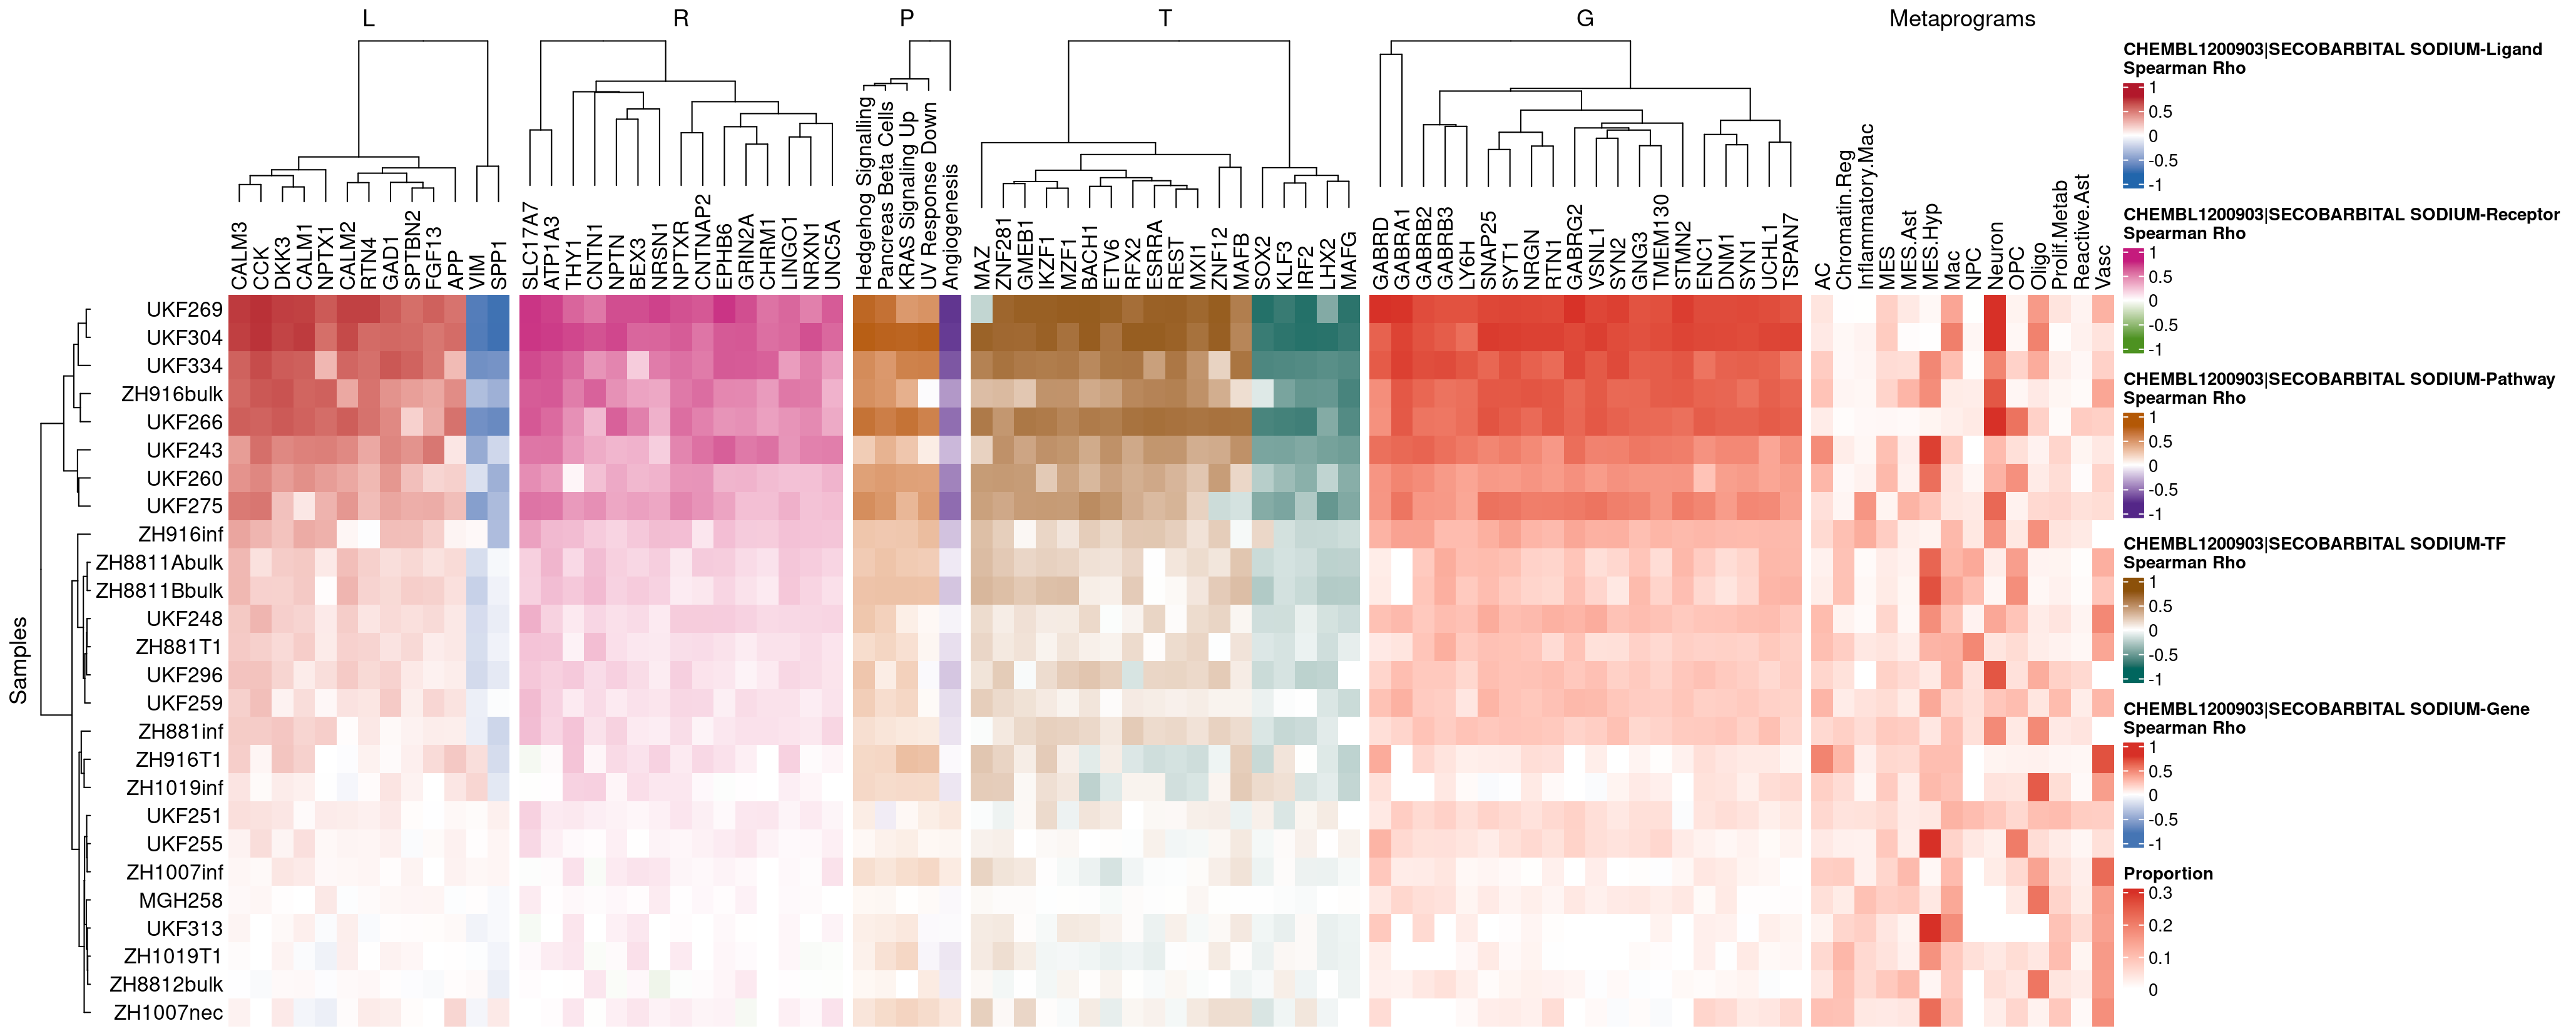 L R P T G Metaprograms
CALM3
CCK
DKK3
CALM1
NPTX1
CALM2
RTN4
GAD1
SPTBN2
FGF13
APP
VIM
SPP1
SLC17A7
ATP1A3
THY1
CNTN1
NPTN
BEX3
NRSN1
NPTXR
CNTNAP2
EPHB6
GRIN2A
CHRM1
LINGO1
NRXN1
UNC5A
Hedgehog Signalling
Pancreas Beta Cells
KRAS Signaling Up
UV Response Down
Angiogenesis
MAZ
ZNF281
GMEB1
IKZF1
MZF1
BACH1
ETV6
RFX2
ESRRA
REST
MXI1
ZNF12
MAFB
SOX2
KLF3
IRF2
LHX2
MAFG
GABRD
GABRA1
GABRB2
GABRB3
LY6H
SNAP25
SYT1
NRGN
RTN1
GABRG2
VSNL1
SYN2
GNG3
TMEM130
STMN2
ENC1
DNM1
SYN1
UCHL1
TSPAN7
AC
Chromatin.Reg
Inflammatory.Mac
MES
MES.Ast
MES.Hyp
Mac
NPC
Neuron
OPC
Oligo
Prolif.Metab
Reactive.Ast
Vasc
Samples
UKF269
UKF304
UKF334
ZH916bulk
UKF266
UKF243
UKF260
UKF275
ZH916inf
ZH8811Abulk
ZH8811Bbulk
UKF248
ZH881T1
UKF296
UKF259
ZH881inf
ZH916T1
ZH1019inf
UKF251
UKF255
ZH1007inf
MGH258
UKF313
ZH1019T1
ZH8812bulk
ZH1007nec
CHEMBL1200903|SECOBARBITAL SODIUM-Ligand
Spearman Rho
1
0.5
0
-0.5
-1
CHEMBL1200903|SECOBARBITAL SODIUM-Receptor
Spearman Rho
1
0.5
0
-0.5
-1
CHEMBL1200903|SECOBARBITAL SODIUM-Pathway
Spearman Rho
1
0.5
0
-0.5
-1
CHEMBL1200903|SECOBARBITAL SODIUM-TF
Spearman Rho
1
0.5
0
-0.5
-1
CHEMBL1200903|SECOBARBITAL SODIUM-Gene
Spearman Rho
1
0.5
0
-0.5
-1
Proportion
0.3
0.2
0.1
0